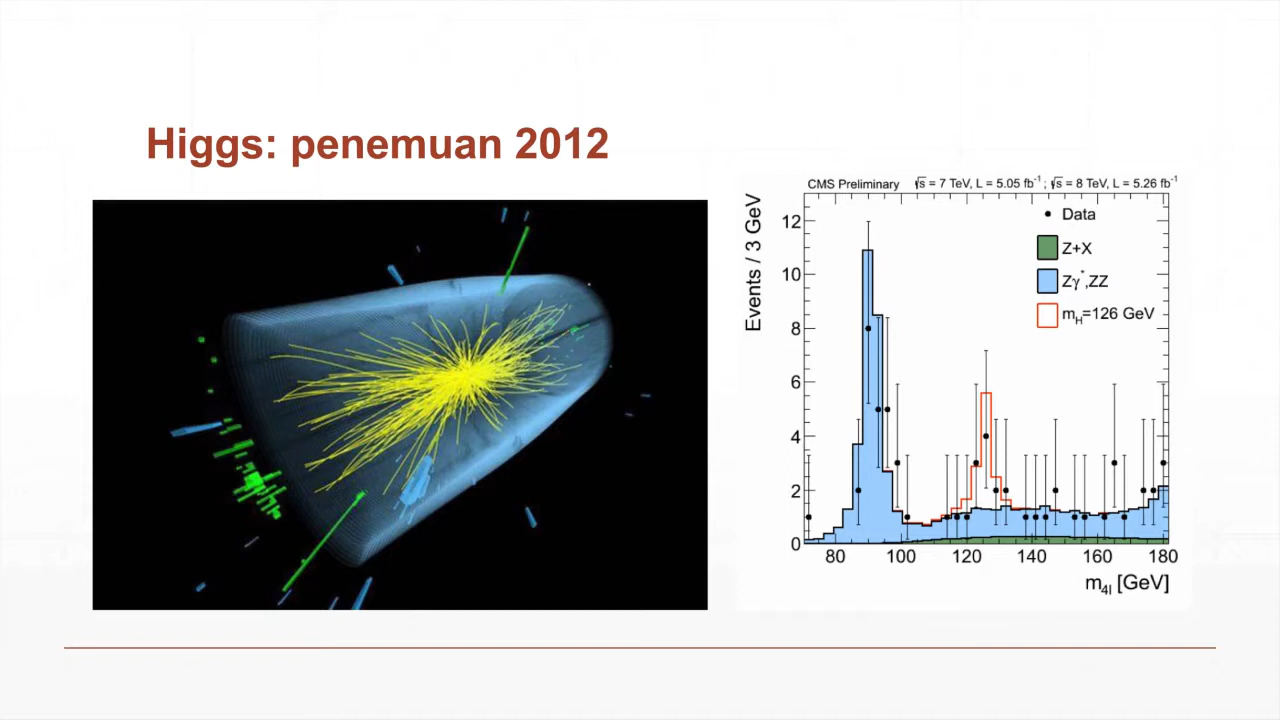 Higgs: penemuan 2012
CMS Preliminary √s = 7 TeV, L = 5.05 fb⁻¹ ; √s = 8 TeV, L = 5.26 fb⁻¹
Events / 3 GeV
12
10
8
6
4
2
0
Data
Z+X
Zγ*,ZZ
m_H=126 GeV
80 100 120 140 160 180
m_4l [GeV]